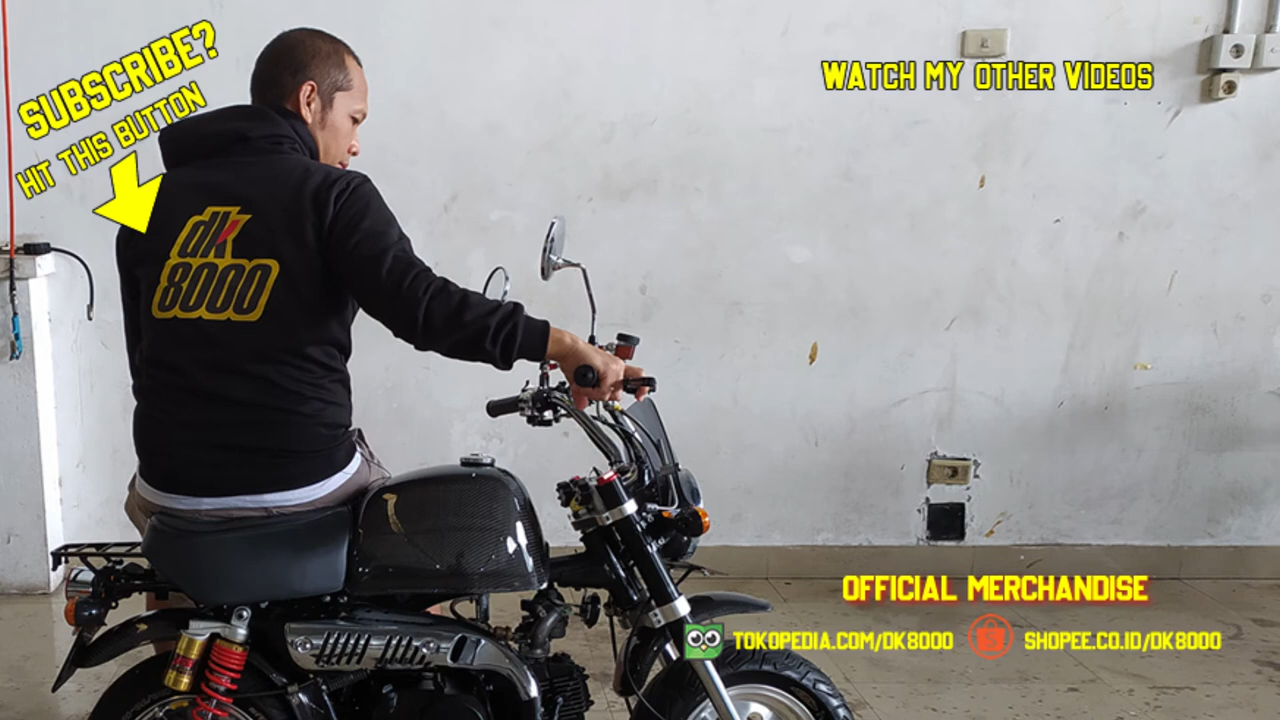 SUBSCRIBE?
HIT THIS BUTTON
WATCH MY OTHER VIDEOS
dk
8000
OFFICIAL MERCHANDISE
TOKOPEDIA.COM/DK8000
SHOPEE.CO.ID/DK8000